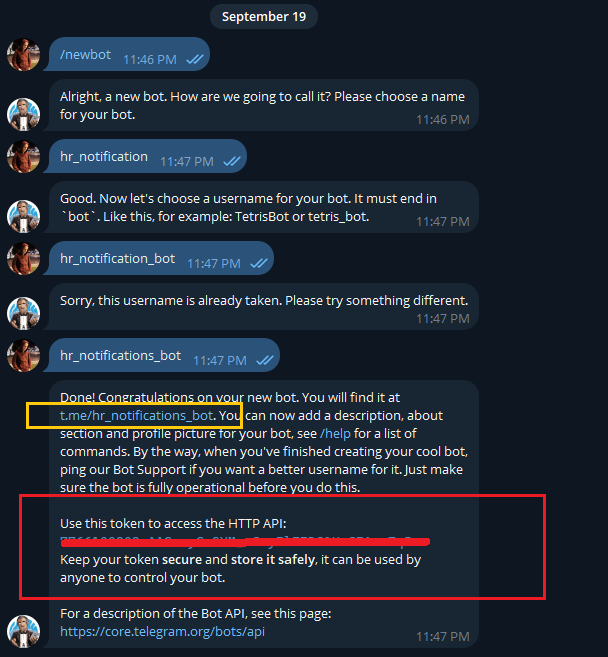 September 19
/newbot 11:46 PM
Alright, a new bot. How are we going to call it? Please choose a name
for your bot. 11:46 PM
hr_notification 11:47 PM
Good. Now let's choose a username for your bot. It must end in
`bot`. Like this, for example: TetrisBot or tetris_bot. 11:47 PM
hr_notification_bot 11:47 PM
Sorry, this username is already taken. Please try something different.
11:47 PM
hr_notifications_bot 11:47 PM
Done! Congratulations on your new bot. You will find it at
t.me/hr_notifications_bot. You can now add a description, about
section and profile picture for your bot, see /help for a list of
commands. By the way, when you've finished creating your cool bot,
ping our Bot Support if you want a better username for it. Just make
sure the bot is fully operational before you do this.
Use this token to access the HTTP API:
Keep your token secure and store it safely, it can be used by
anyone to control your bot.
For a description of the Bot API, see this page:
https://core.telegram.org/bots/api 11:47 PM